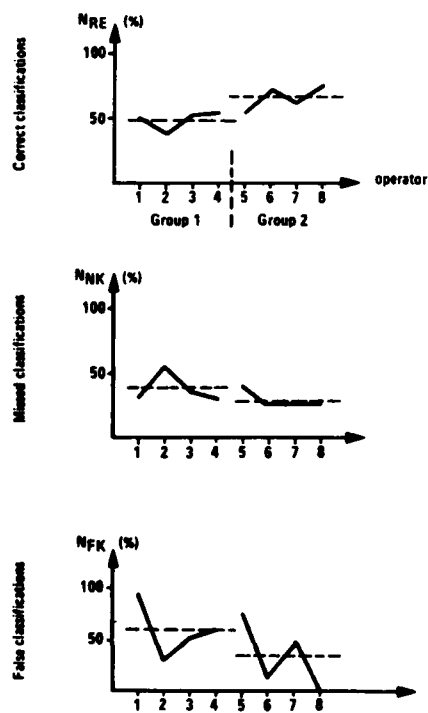 N_RE (%)
Correct classifications
100
50
1 2 3 4 5 6 7 8
operator
Group 1 Group 2
N_NK (%)
Missed classifications
100
50
1 2 3 4 5 6 7 8
N_FK (%)
False classifications
100
50
1 2 3 4 5 6 7 8